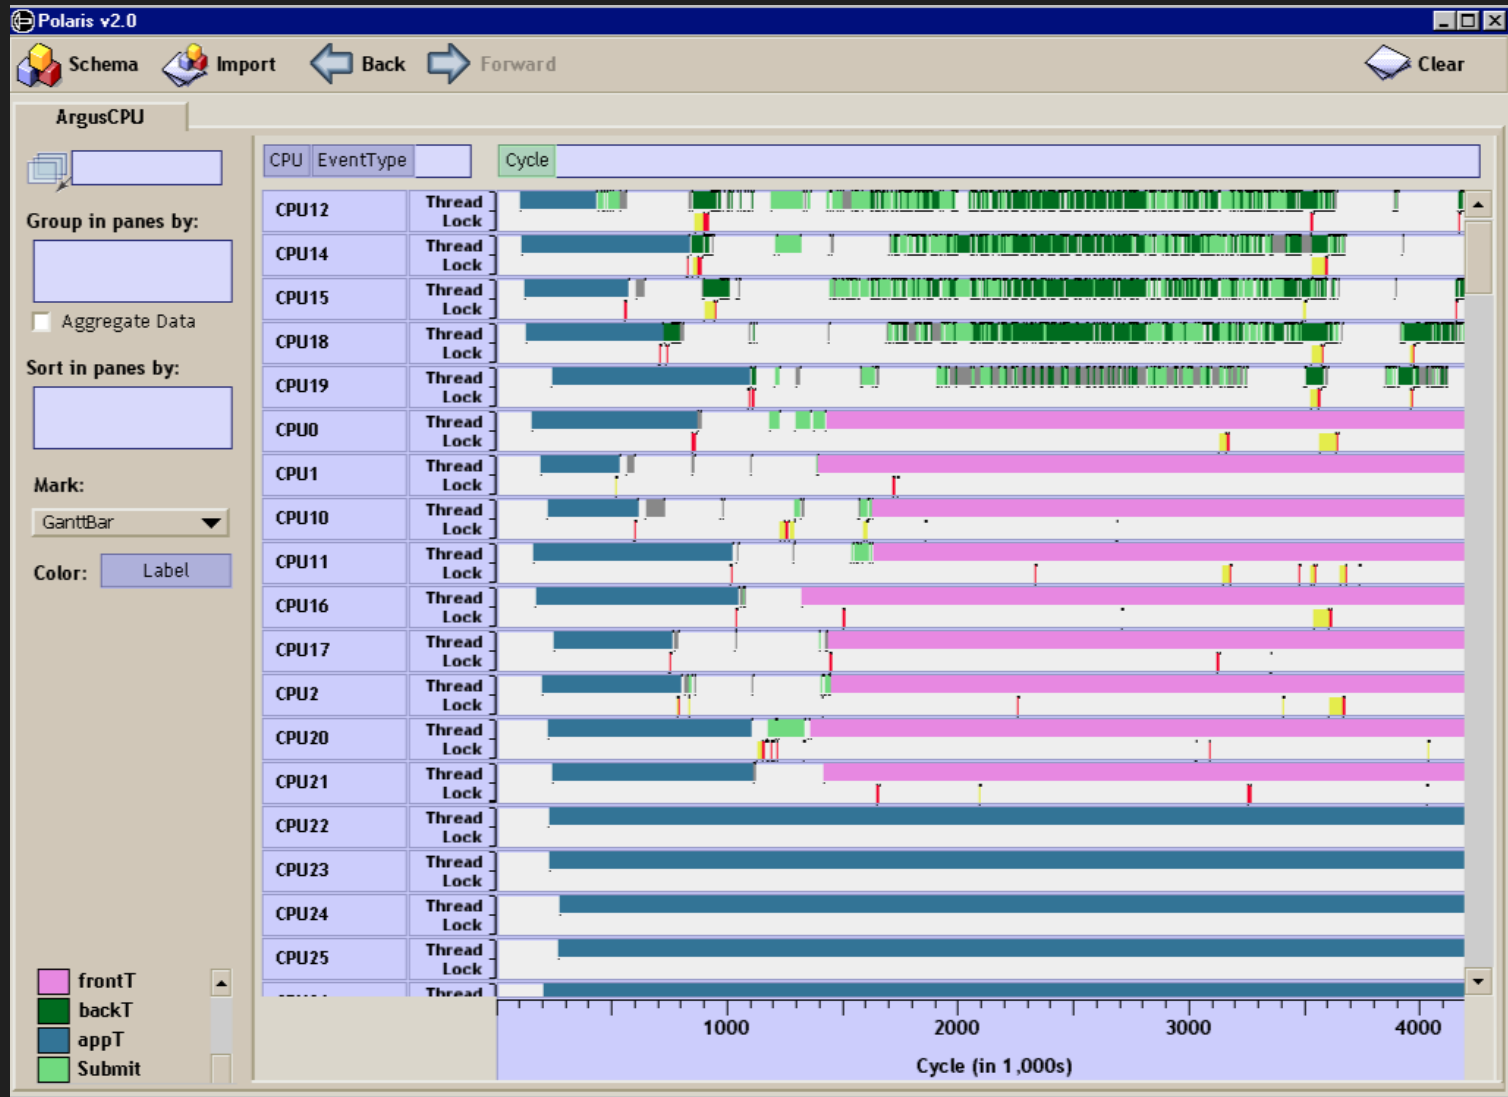 Polaris v2.0
Schema Import Back Forward Clear
ArgusCPU
CPU EventType Cycle
Group in panes by:
Aggregate Data
Sort in panes by:
Mark:
GanttBar
Color: Label
frontT
backT
appT
Submit
CPU12 Thread
Lock
CPU14 Thread
Lock
CPU15 Thread
Lock
CPU18 Thread
Lock
CPU19 Thread
Lock
CPU0 Thread
Lock
CPU1 Thread
Lock
CPU10 Thread
Lock
CPU11 Thread
Lock
CPU16 Thread
Lock
CPU17 Thread
Lock
CPU2 Thread
Lock
CPU20 Thread
Lock
CPU21 Thread
Lock
CPU22 Thread
Lock
CPU23 Thread
Lock
CPU24 Thread
Lock
CPU25 Thread
Lock
Thread
1000 2000 3000 4000
Cycle (in 1,000s)